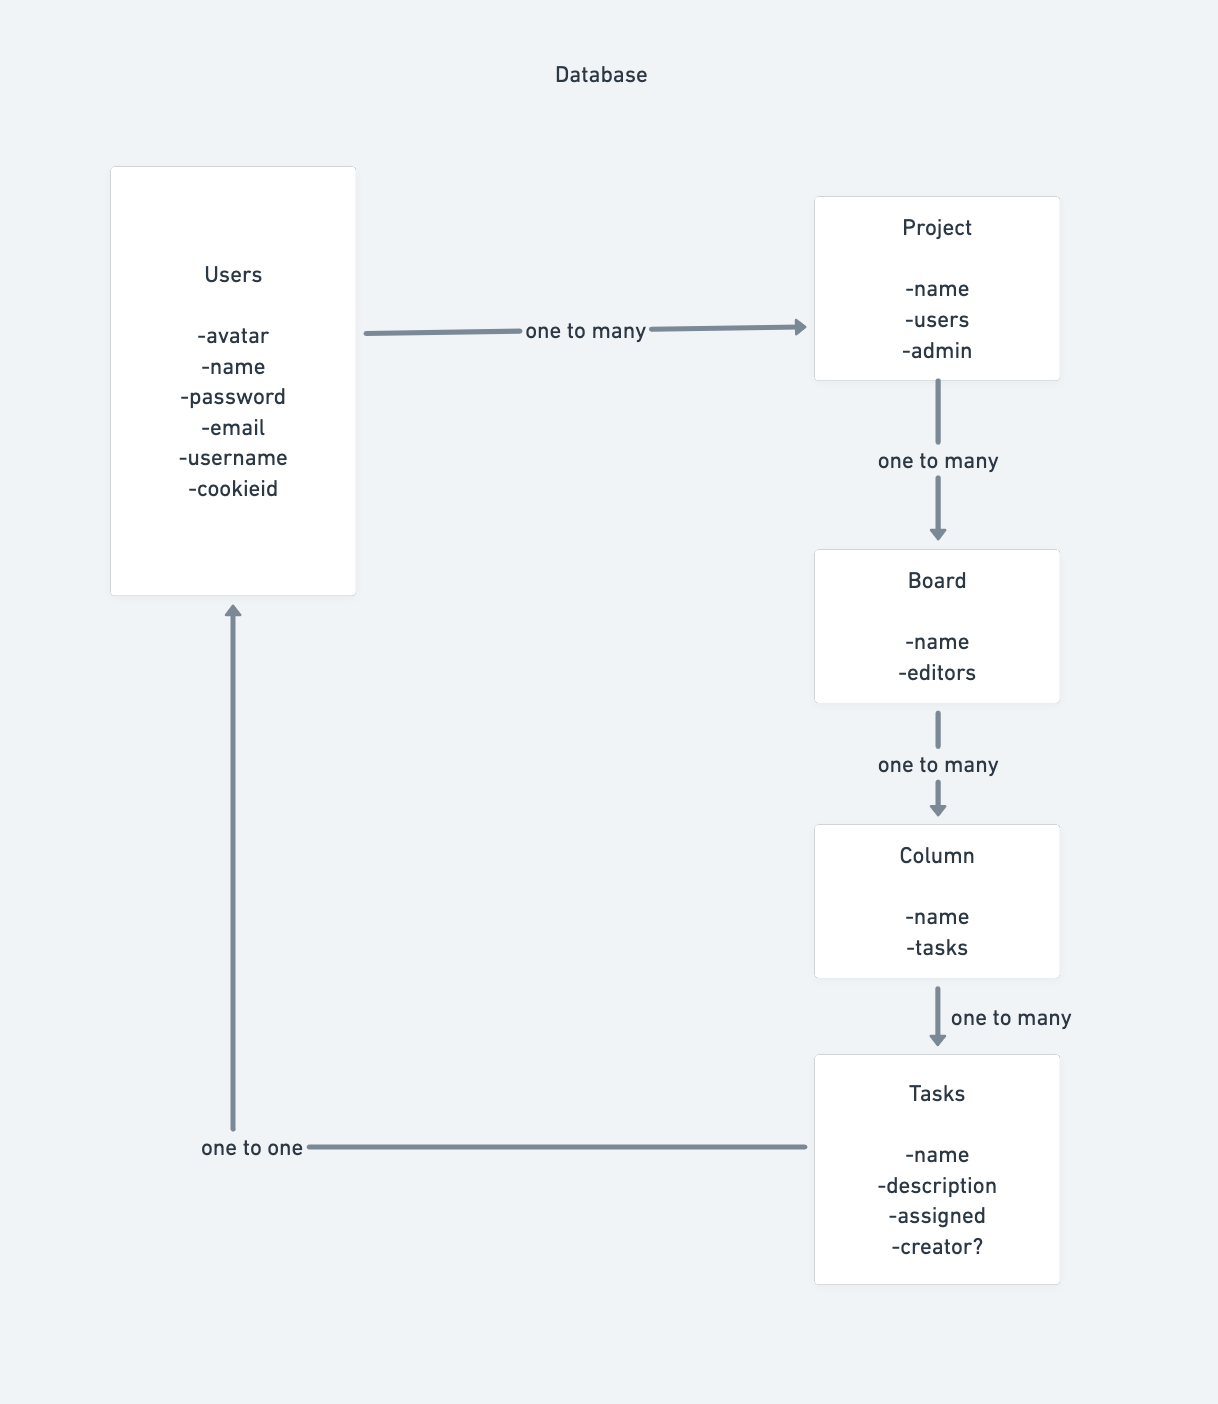 Database
Users
-avatar
-name
-password
-email
-username
-cookieid
one to many
Project
-name
-users
-admin
one to many
Board
-name
-editors
one to many
Column
-name
-tasks
one to many
Tasks
-name
-description
-assigned
-creator?
one to one